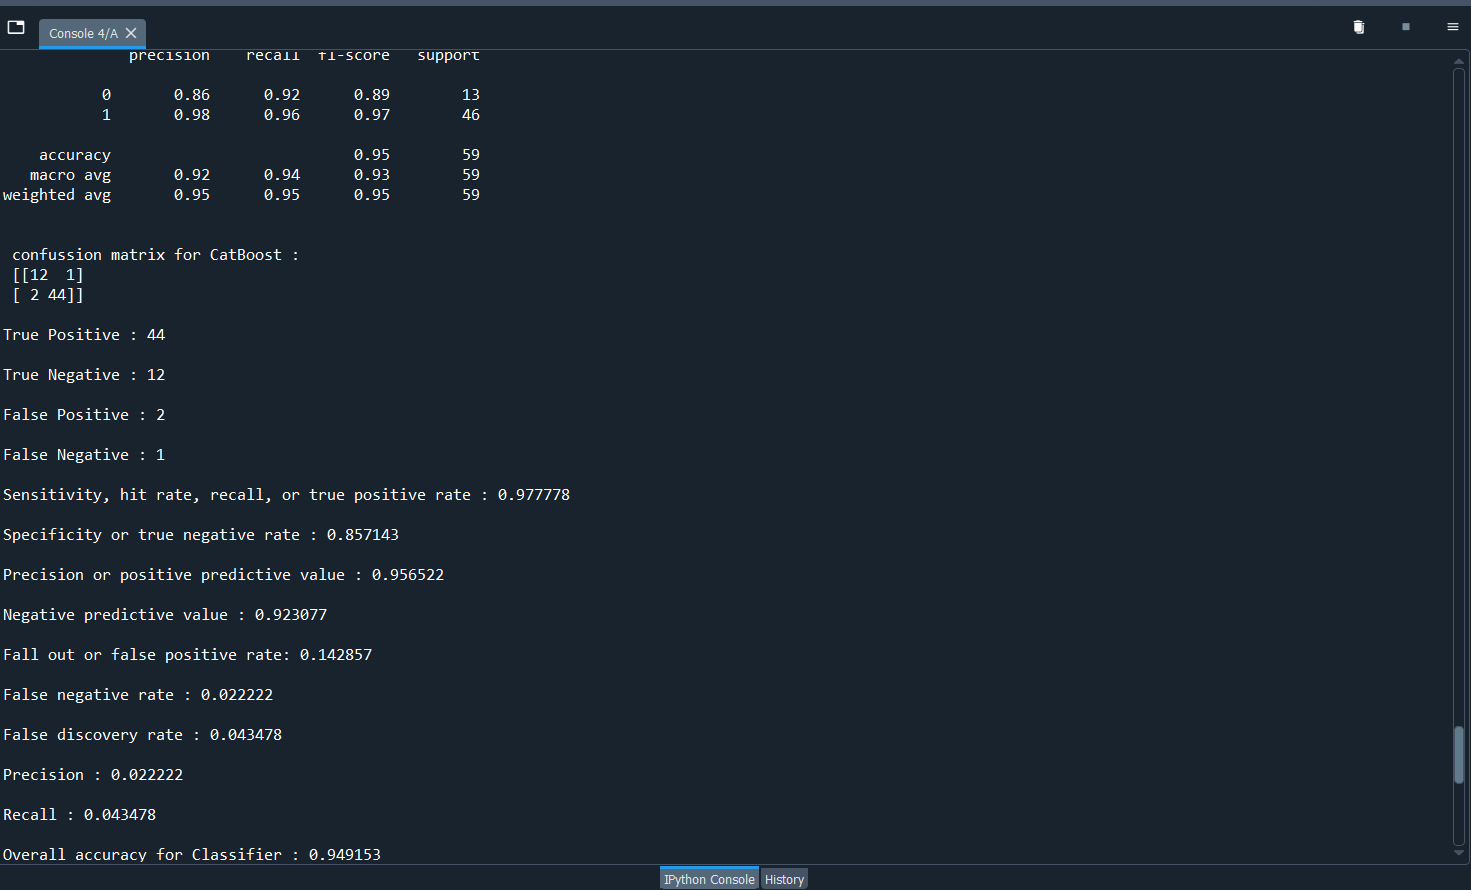 Console 4/A
precision recall f1-score support
0 0.86 0.92 0.89 13
1 0.98 0.96 0.97 46
accuracy 0.95 59
macro avg 0.92 0.94 0.93 59
weighted avg 0.95 0.95 0.95 59
confussion matrix for CatBoost :
[[12 1]
[ 2 44]]
True Positive : 44
True Negative : 12
False Positive : 2
False Negative : 1
Sensitivity, hit rate, recall, or true positive rate : 0.977778
Specificity or true negative rate : 0.857143
Precision or positive predictive value : 0.956522
Negative predictive value : 0.923077
Fall out or false positive rate: 0.142857
False negative rate : 0.022222
False discovery rate : 0.043478
Precision : 0.022222
Recall : 0.043478
Overall accuracy for Classifier : 0.949153
IPython Console History